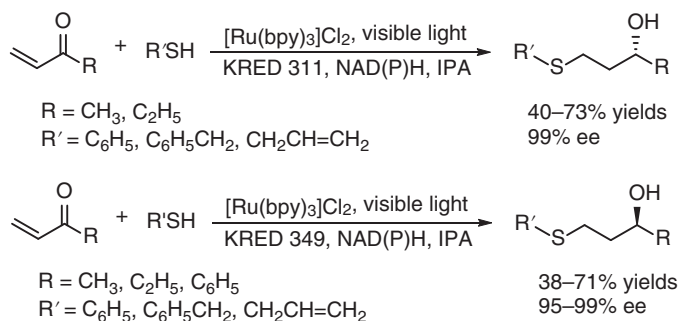 O OH
R + R'SH [Ru(bpy)₃]Cl₂, visible light R′ S R
KRED 311, NAD(P)H, IPA
R = CH₃, C₂H₅ 40–73% yields
R′ = C₆H₅, C₆H₅CH₂, CH₂CH=CH₂ 99% ee
O OH
R + R'SH [Ru(bpy)₃]Cl₂, visible light R′ S R
KRED 349, NAD(P)H, IPA
R = CH₃, C₂H₅, C₆H₅ 38–71% yields
R′ = C₆H₅, C₆H₅CH₂, CH₂CH=CH₂ 95–99% ee